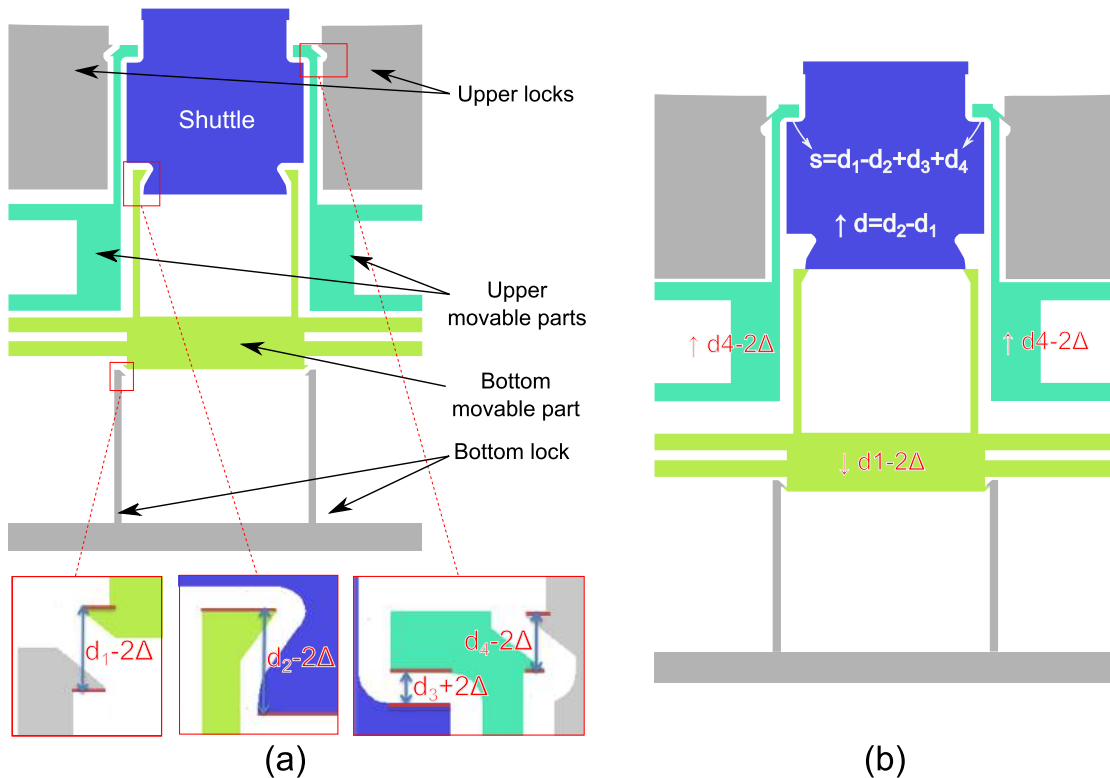 Upper locks
Shuttle
Upper
movable parts
Bottom
movable part
Bottom lock
d₁-2Δ
d₂-2Δ
d₄-2Δ
d₃+2Δ
(a)
s=d₁-d₂+d₃+d₄
↑ d=d₂-d₁
↑ d4-2Δ
↑ d4-2Δ
↓ d1-2Δ
(b)